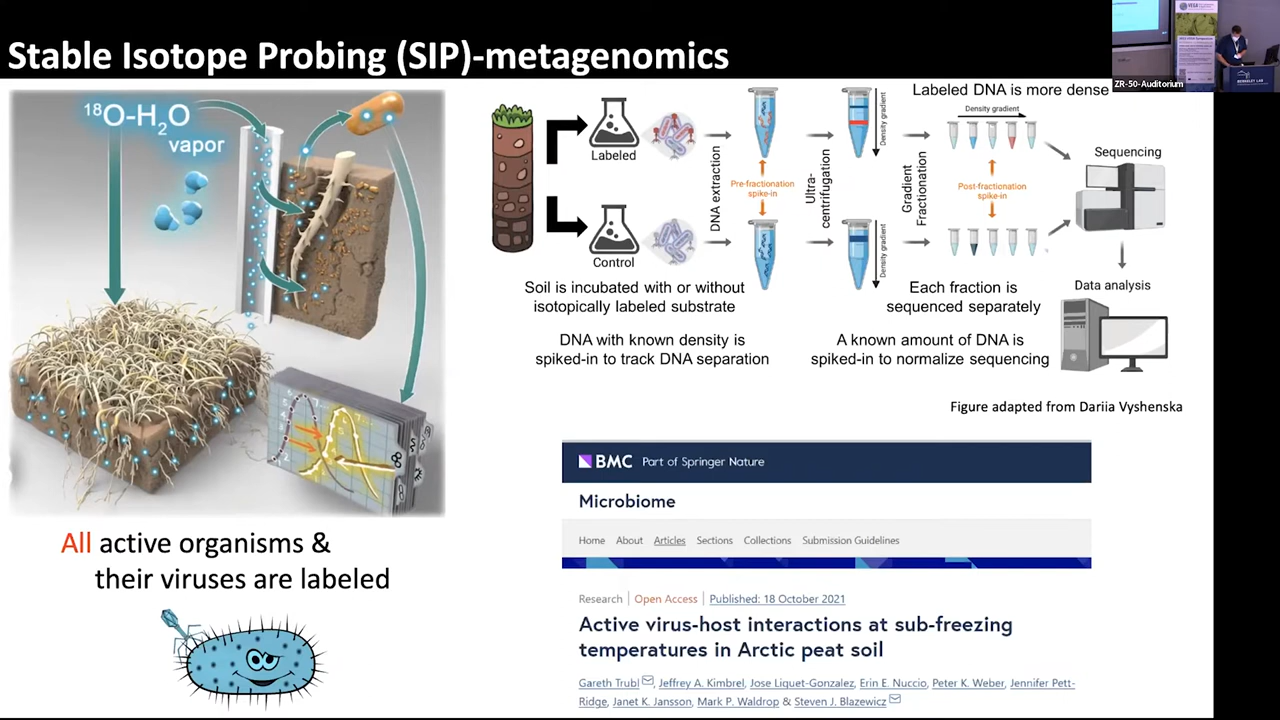 Stable Isotope Probing (SIP)-metagenomics
ZR-50-Auditorium
BERKELEY LAB
18O-H2O
vapor
Labeled
Control
DNA extraction
Pre-fractionation
spike-in
Ultra-
centrifugation
Density gradient
Density gradient
Gradient
Fractionation
Labeled DNA is more dense
Density gradient
Post-fractionation
spike-in
Sequencing
Data analysis
Soil is incubated with or without
isotopically labeled substrate
Each fraction is
sequenced separately
DNA with known density is
spiked-in to track DNA separation
A known amount of DNA is
spiked-in to normalize sequencing
Figure adapted from Dariia Vyshenska
All active organisms &
their viruses are labeled
BMC Part of Springer Nature
Microbiome
Home About Articles Sections Collections Submission Guidelines
Research | Open Access | Published: 18 October 2021
Active virus-host interactions at sub-freezing
temperatures in Arctic peat soil
Gareth Trubl, Jeffrey A. Kimbrel, Jose Liquet-Gonzalez, Erin E. Nuccio, Peter K. Weber, Jennifer Pett-
Ridge, Janet K. Jansson, Mark P. Waldrop & Steven J. Blazewicz